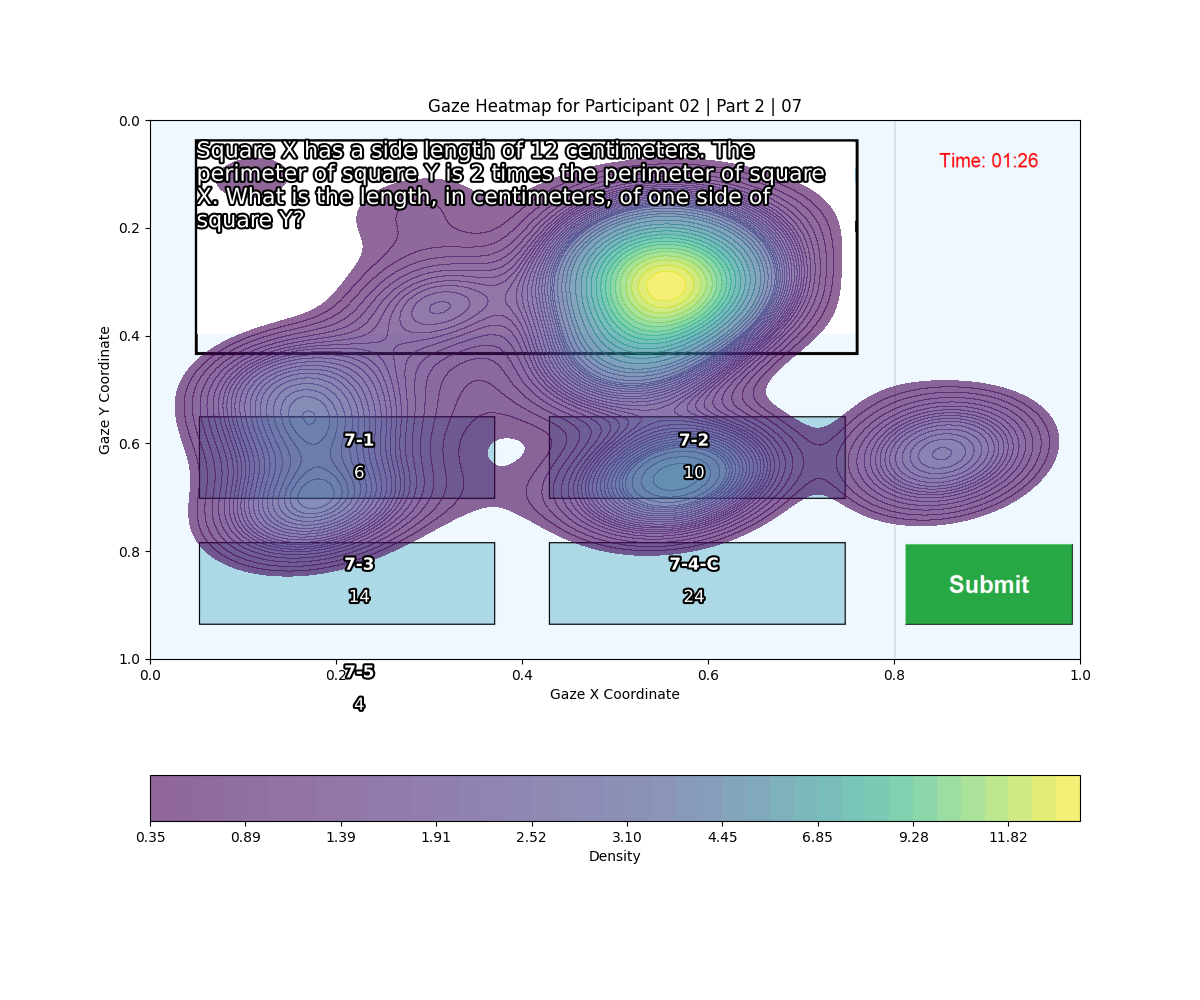 Gaze Heatmap for Participant 02 | Part 2 | 07
Square X has a side length of 12 centimeters. The
perimeter of square Y is 2 times the perimeter of square
X. What is the length, in centimeters, of one side of
square Y?
Time: 01:26
0.0
0.2
0.4
0.6
0.8
1.0
Gaze Y Coordinate
7-1
6
7-2
10
7-3
14
7-4-C
24
Submit
7-5
4
0.0 0.2 0.4 0.6 0.8 1.0
Gaze X Coordinate
0.35 0.89 1.39 1.91 2.52 3.10 4.45 6.85 9.28 11.82
Density